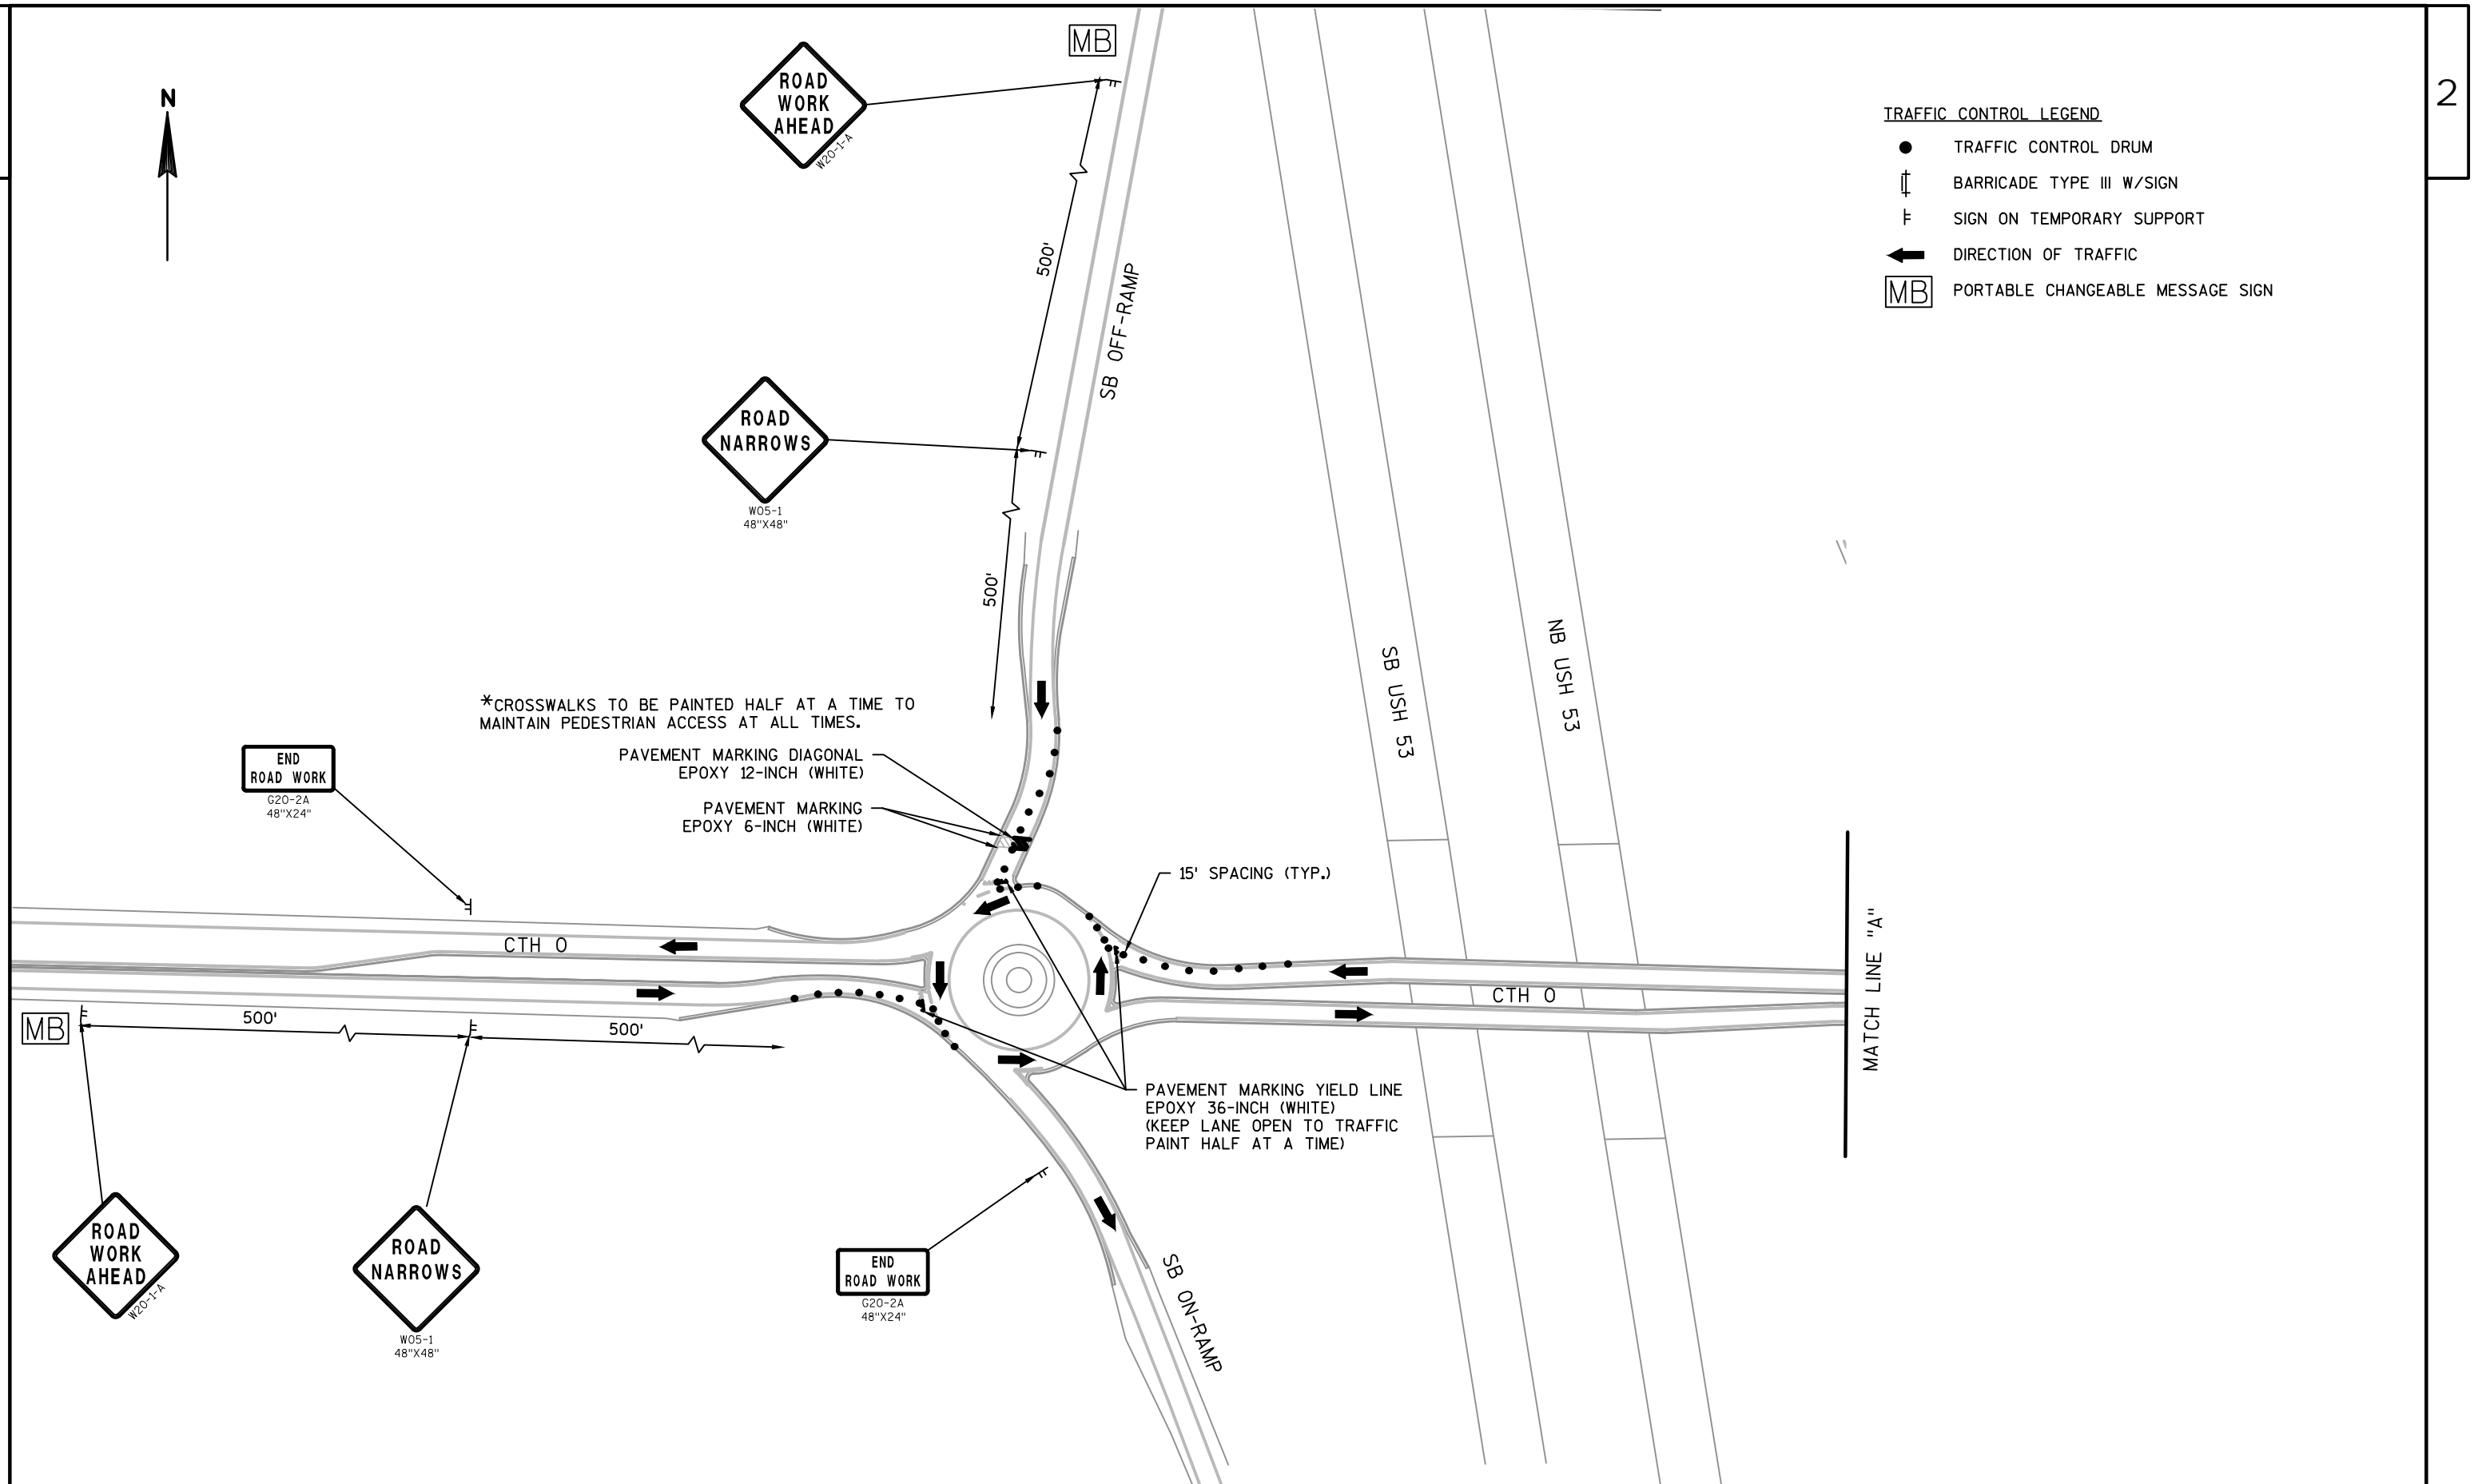 MB
2
ROAD
WORK
AHEAD
W20-1-A
N
TRAFFIC CONTROL LEGEND
TRAFFIC CONTROL DRUM
BARRICADE TYPE III W/SIGN
SIGN ON TEMPORARY SUPPORT
DIRECTION OF TRAFFIC
MB PORTABLE CHANGEABLE MESSAGE SIGN
500'
SB OFF-RAMP
ROAD
NARROWS
WO5-1
48"X48"
500'
SB USH 53
NB USH 53
*CROSSWALKS TO BE PAINTED HALF AT A TIME TO
MAINTAIN PEDESTRIAN ACCESS AT ALL TIMES.
PAVEMENT MARKING DIAGONAL
EPOXY 12-INCH (WHITE)
PAVEMENT MARKING
EPOXY 6-INCH (WHITE)
END
ROAD WORK
G20-2A
48"X24"
15' SPACING (TYP.)
CTH O
CTH O
MATCH LINE "A"
MB
500'
500'
PAVEMENT MARKING YIELD LINE
EPOXY 36-INCH (WHITE)
(KEEP LANE OPEN TO TRAFFIC
PAINT HALF AT A TIME)
ROAD
WORK
AHEAD
W20-1-A
ROAD
NARROWS
WO5-1
48"X48"
END
ROAD WORK
G20-2A
48"X24"
SB ON-RAMP